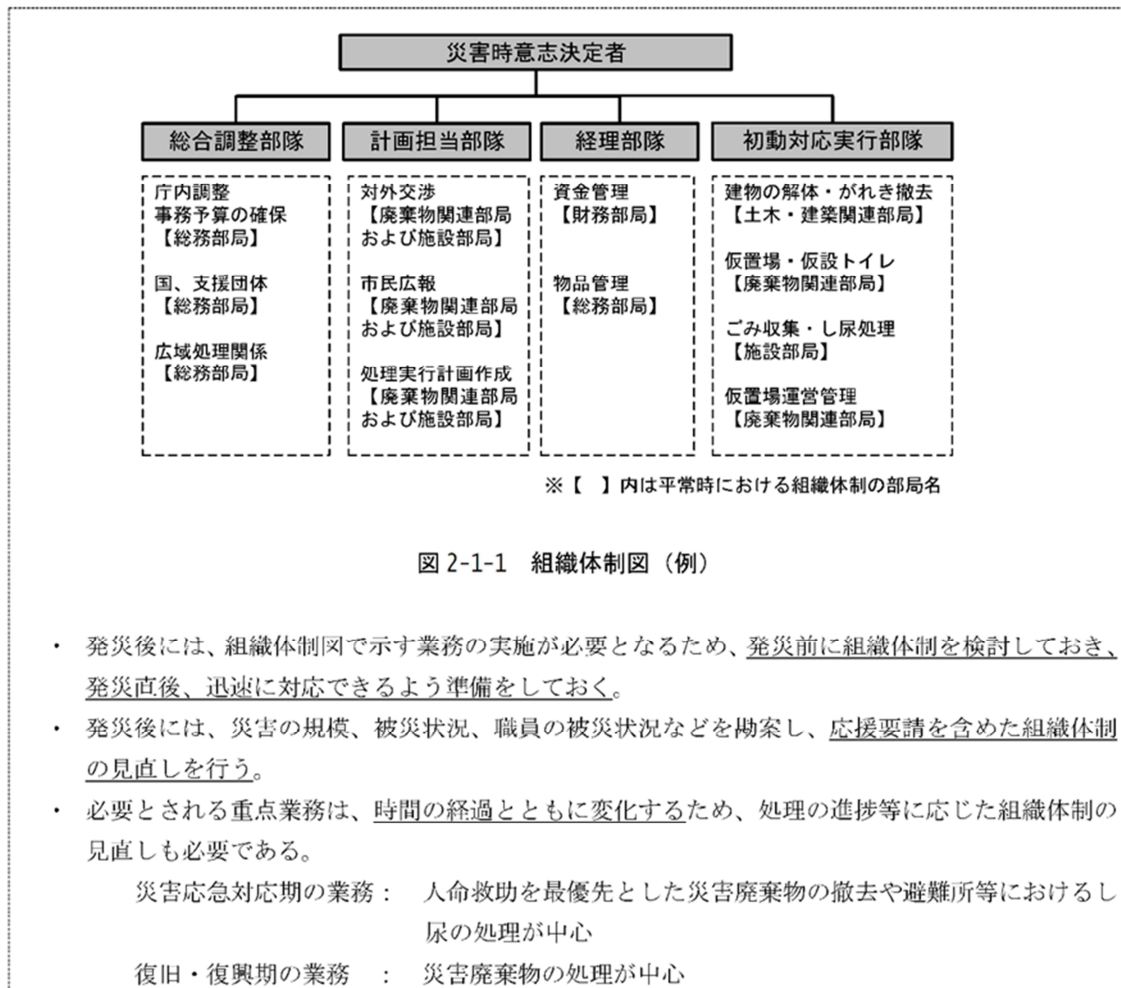 災害時意志決定者
総合調整部隊
庁内調整
事務予算の確保
【総務部局】
国、支援団体
【総務部局】
広域処理関係
【総務部局】
計画担当部隊
対外交渉
【廃棄物関連部局
および施設部局】
市民広報
【廃棄物関連部局
および施設部局】
処理実行計画作成
【廃棄物関連部局
および施設部局】
経理部隊
資金管理
【財務部局】
物品管理
【総務部局】
初動対応実行部隊
建物の解体・がれき撤去
【土木・建築関連部局】
仮置場・仮設トイレ
【廃棄物関連部局】
ごみ収集・し尿処理
【施設部局】
仮置場運営管理
【廃棄物関連部局】
※【 】内は平常時における組織体制の部局名
図 2-1-1 組織体制図（例）
・ 発災後には、組織体制図で示す業務の実施が必要となるため、発災前に組織体制を検討しておき、
発災直後、迅速に対応できるよう準備をしておく。
・ 発災後には、災害の規模、被災状況、職員の被災状況などを勘案し、応援要請を含めた組織体制
の見直しを行う。
・ 必要とされる重点業務は、時間の経過とともに変化するため、処理の進捗等に応じた組織体制の
見直しも必要である。
災害応急対応期の業務： 人命救助を最優先とした災害廃棄物の撤去や避難所等におけるし
尿の処理が中心
復旧・復興期の業務 ： 災害廃棄物の処理が中心